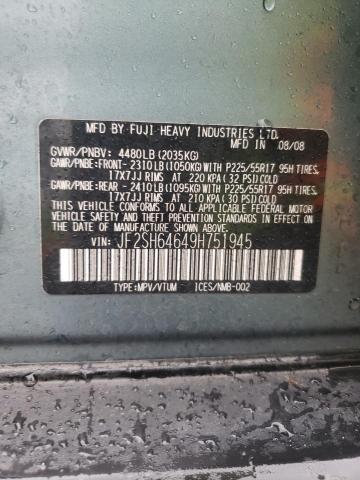 MFD BY FUJI HEAVY INDUSTRIES LTD.
MFD IN 08/08
GVWR/PNBV: 4480LB (2035KG)
GAWR/PNBE:FRONT- 2310LB(1050KG)WITH P225/55R17 95H TIRES,
17X7JJ RIMS, AT 220 KPA( 32 PSI)COLD
GAWR/PNBE:REAR - 2410LB(1095KG)WITH P225/55R17 95H TIRES,
17X7JJ RIMS, AT 210 KPA( 30 PSI)COLD
THIS VEHICLE CONFORMS TO ALL APPLICABLE FEDERAL MOTOR
VEHICLE SAFETY, BUMPER, AND THEFT PREVENTION STANDARDS IN EFFECT
ON THE DATE OF MANUFACTURE SHOWN ABOVE.
VIN: JF2SH64649H751945
TYPE:MPV/VTUM ICES/NMB-002